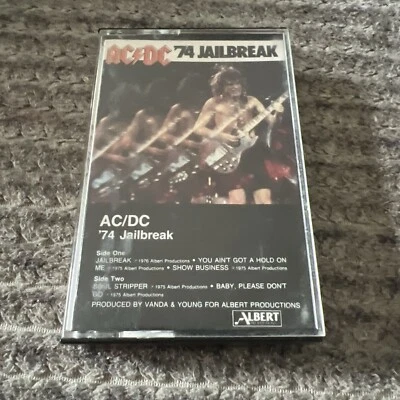 AC/DC '74 JAILBREAK
AC/DC
'74 Jailbreak
Side One
JAILBREAK ℗ 1976 Albert Productions • YOU AIN'T GOT A HOLD ON
ME ℗ 1975 Albert Productions • SHOW BUSINESS ℗ 1975 Albert Productions
Side Two
SOUL STRIPPER ℗ 1975 Albert Productions • BABY, PLEASE DON'T
GO ℗ 1975 Albert Productions
PRODUCED BY VANDA & YOUNG FOR ALBERT PRODUCTIONS
ALBERT